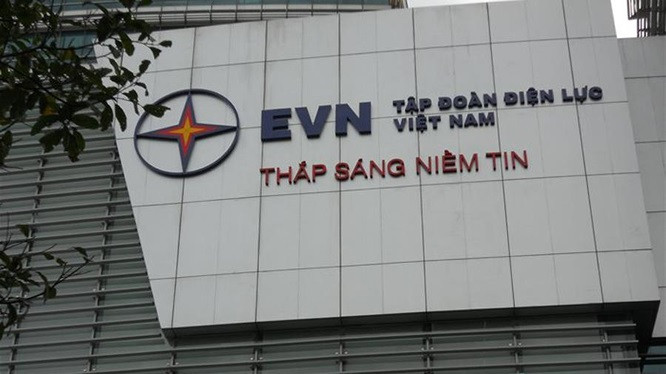 EVN TẬP ĐOÀN ĐIỆN LỰC
VIỆT NAM
THẮP SÁNG NIỀM TIN